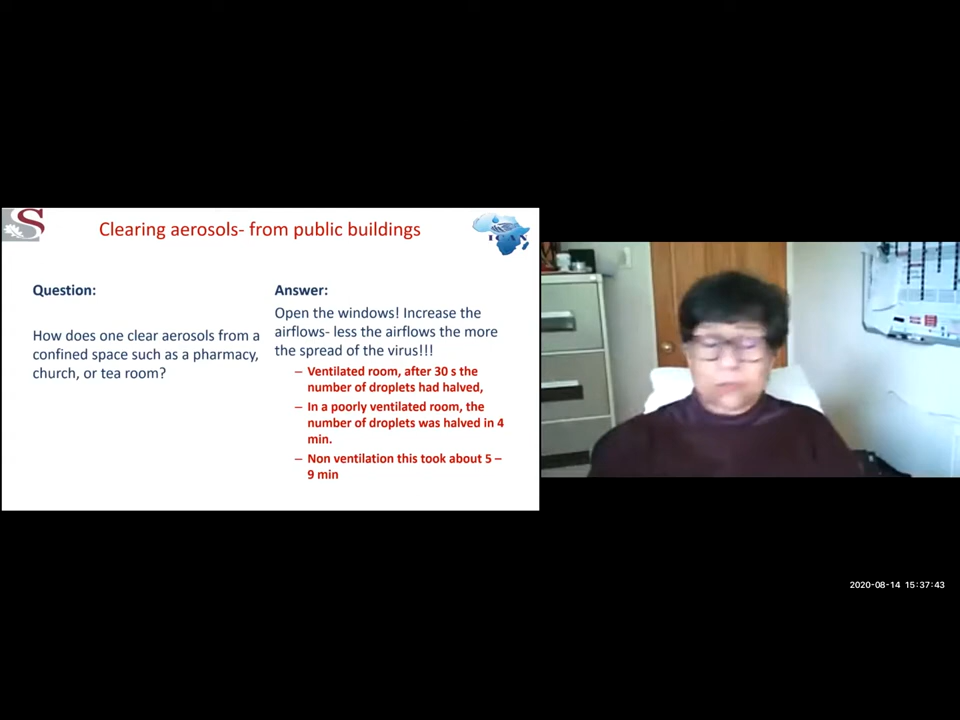 Clearing aerosols- from public buildings
ICAN
Question:
How does one clear aerosols from a
confined space such as a pharmacy,
church, or tea room?
Answer:
Open the windows! Increase the
airflows- less the airflows the more
the spread of the virus!!!
– Ventilated room, after 30 s the
number of droplets had halved,
– In a poorly ventilated room, the
number of droplets was halved in 4
min.
– Non ventilation this took about 5 –
9 min
2020-08-14 15:37:43